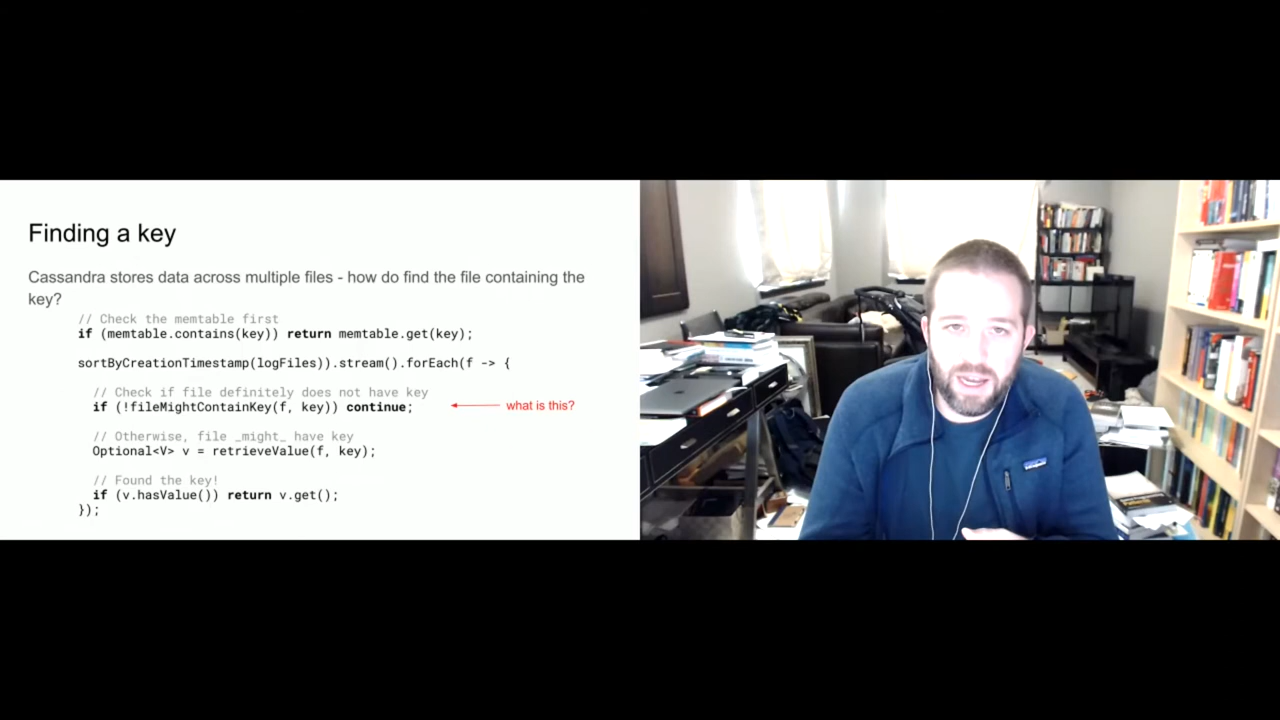 Finding a key
Cassandra stores data across multiple files - how do find the file containing the
key?
// Check the memtable first
if (memtable.contains(key)) return memtable.get(key);
sortByCreationTimestamp(logFiles)).stream().forEach(f -> {
// Check if file definitely does not have key
if (!fileMightContainKey(f, key)) continue;
what is this?
// Otherwise, file _might_ have key
Optional<V> v = retrieveValue(f, key);
// Found the key!
if (v.hasValue()) return v.get();
});